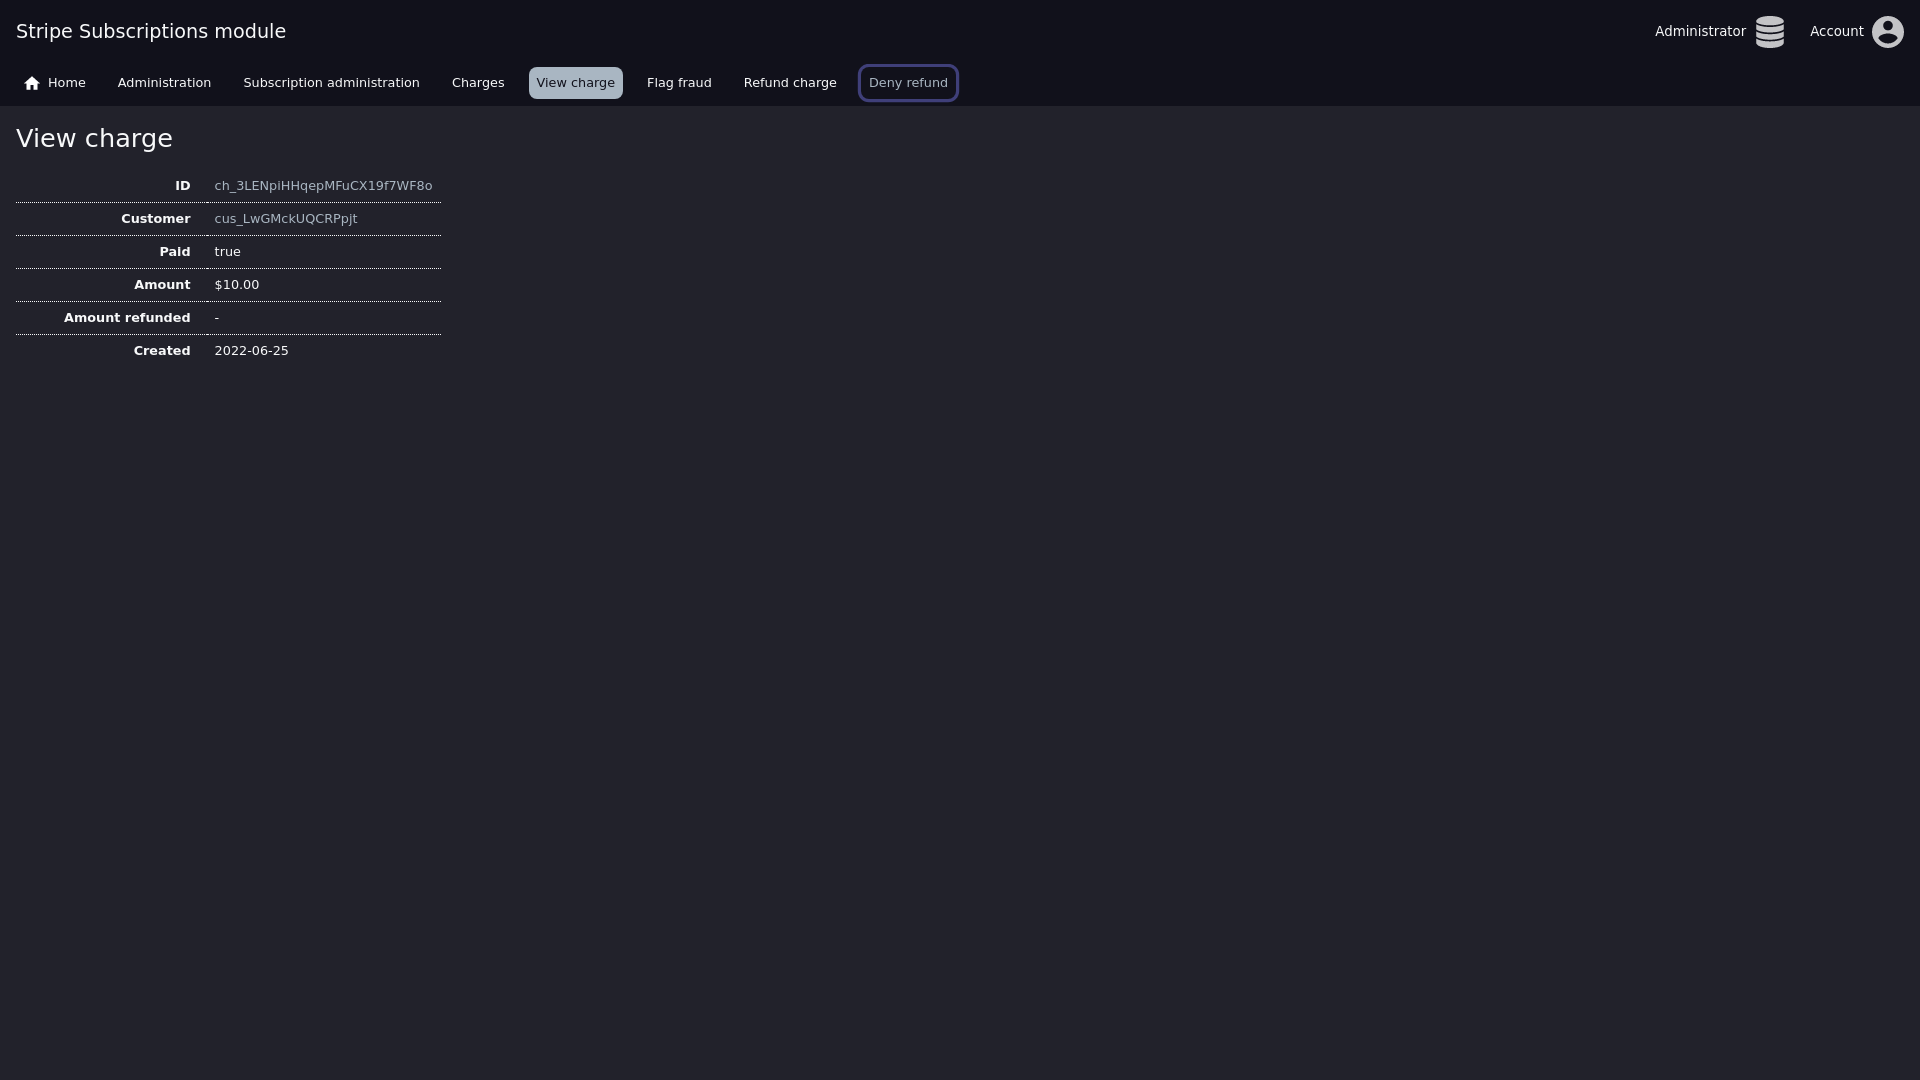 Stripe Subscriptions module
Administrator
Account
Home
Administration
Subscription administration
Charges
View charge
Flag fraud
Refund charge
Deny refund
View charge
ID ch_3LENpiHHqepMFuCX19f7WF8o
Customer cus_LwGMckUQCRPpjt
Paid true
Amount $10.00
Amount refunded -
Created 2022-06-25